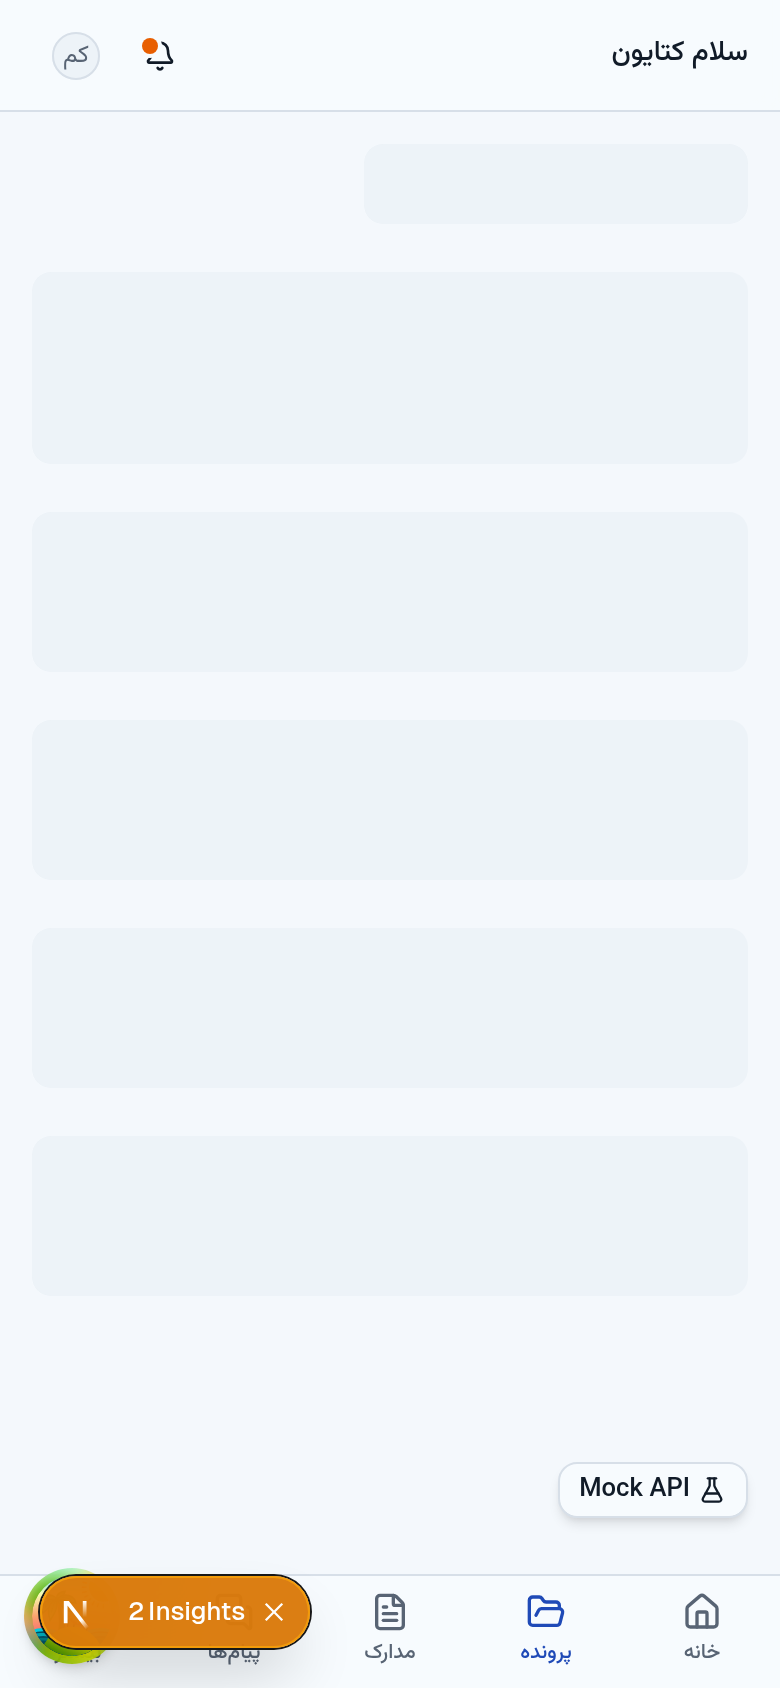 سلام کتایون
کم
Mock API
خانه
پرونده
مدارک
پیام‌ها
2 Insights